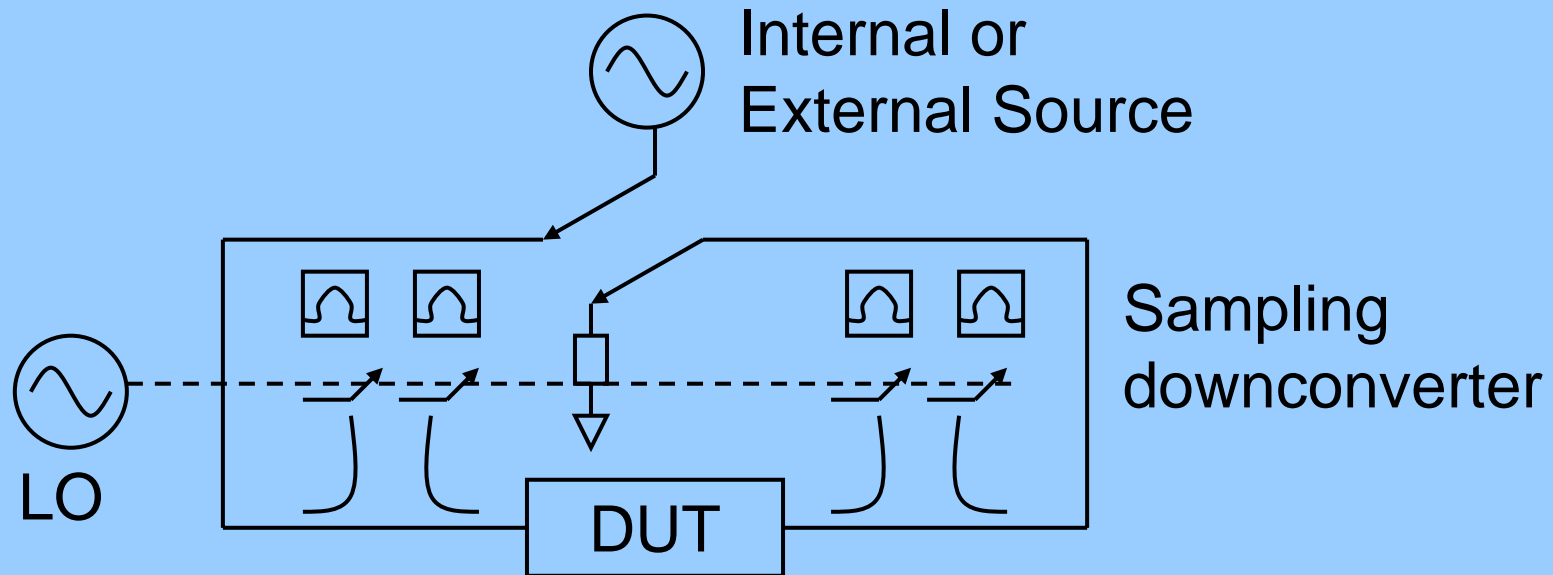 Internal or
External Source
Sampling
downconverter
LO
DUT